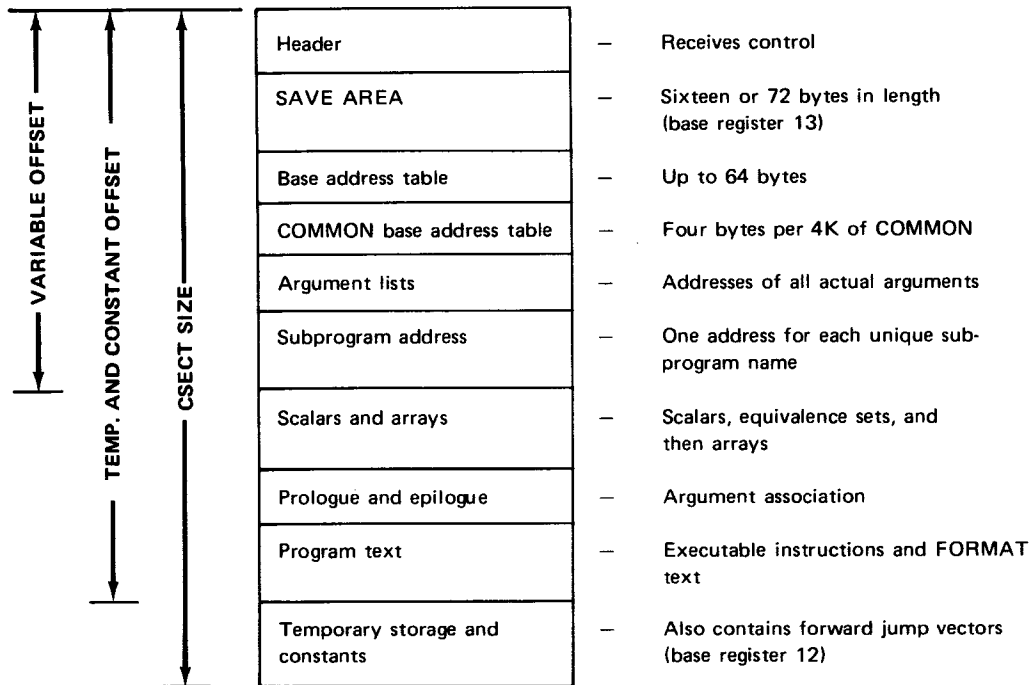 VARIABLE OFFSET
TEMP. AND CONSTANT OFFSET
CSECT SIZE
Header – Receives control
SAVE AREA – Sixteen or 72 bytes in length
(base register 13)
Base address table – Up to 64 bytes
COMMON base address table – Four bytes per 4K of COMMON
Argument lists – Addresses of all actual arguments
Subprogram address – One address for each unique sub-
program name
Scalars and arrays – Scalars, equivalence sets, and
then arrays
Prologue and epilogue – Argument association
Program text – Executable instructions and FORMAT
text
Temporary storage and – Also contains forward jump vectors
constants (base register 12)